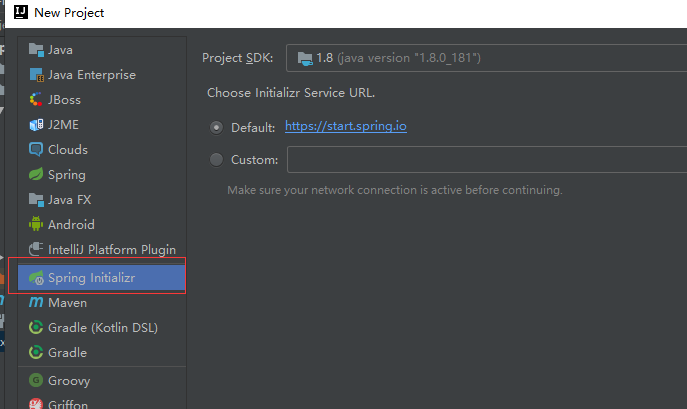 New Project
Java
Java Enterprise
JBoss
J2ME
Clouds
Spring
Java FX
Android
IntelliJ Platform Plugin
Spring Initializr
Maven
Gradle (Kotlin DSL)
Gradle
Groovy
Griffon
Project SDK: 1.8 (java version "1.8.0_181")
Choose Initializr Service URL.
Default: https://start.spring.io
Custom:
Make sure your network connection is active before continuing.